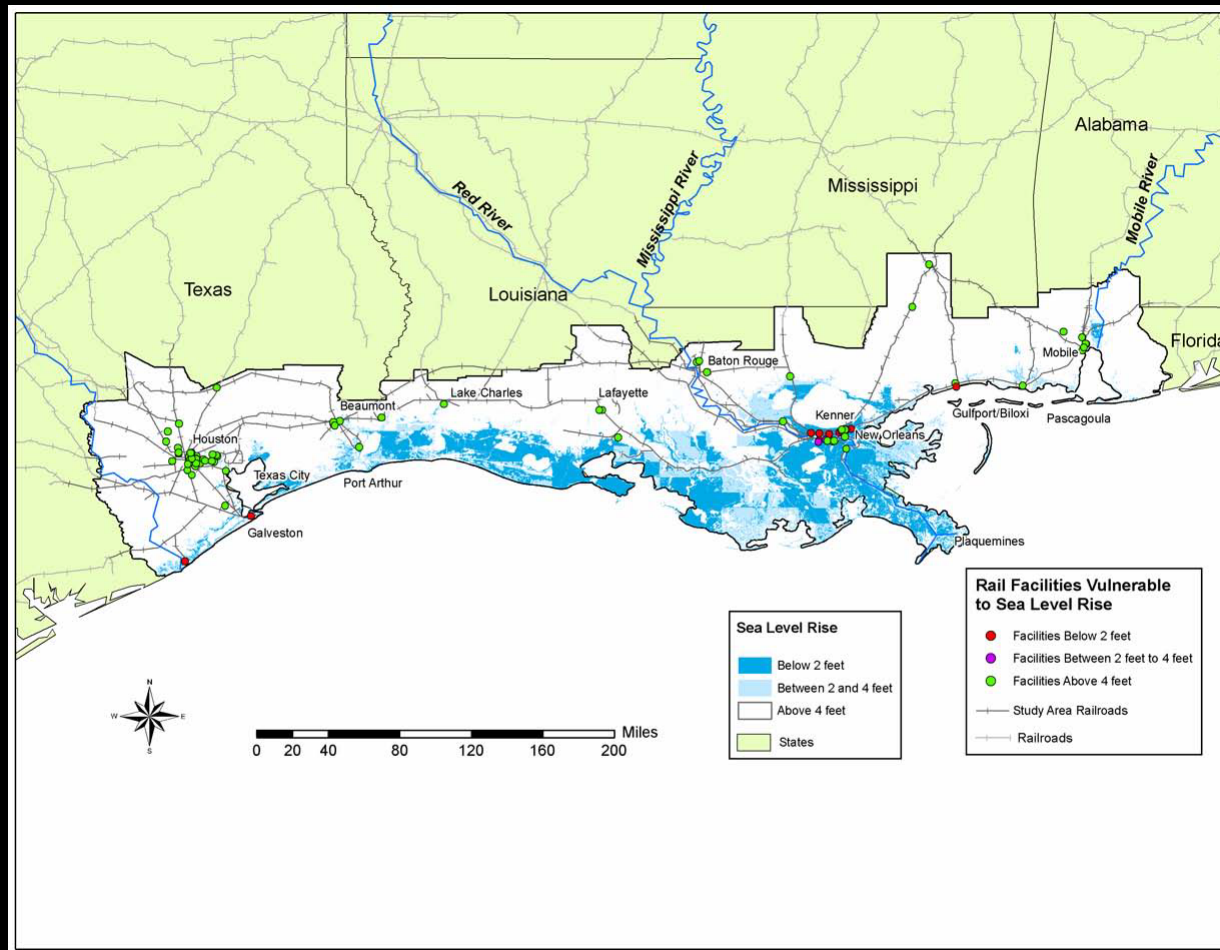 Alabama
Mississippi
Mobile River
Mississippi River
Red River
Texas
Louisiana
Florida
Mobile
Baton Rouge
Lake Charles
Lafayette
Beaumont
Kenner
Gulfport/Biloxi
Pascagoula
New Orleans
Houston
Texas City
Port Arthur
Galveston
Plaquemines
Rail Facilities Vulnerable
to Sea Level Rise
Facilities Below 2 feet
Facilities Between 2 feet to 4 feet
Facilities Above 4 feet
Study Area Railroads
Railroads
Sea Level Rise
Below 2 feet
Between 2 and 4 feet
Above 4 feet
States
N
W E
S
Miles
0 20 40 80 120 160 200